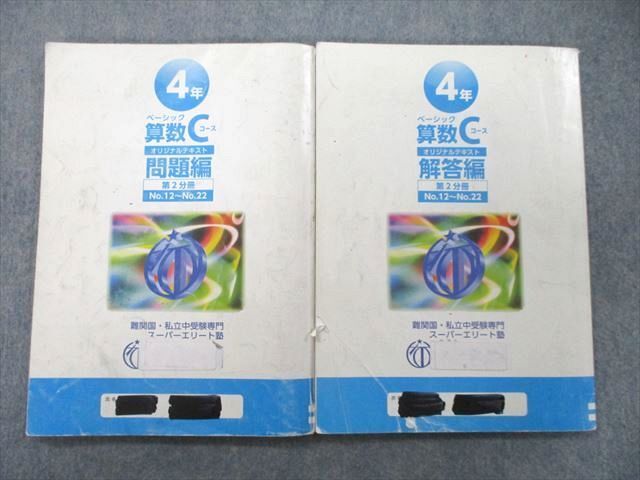 4年
ベーシック
算数Cコース
オリジナルテキスト
問題編
第2分冊
No.12〜No.22
難関国・私立中受験専門
スーパーエリート塾
氏名
4年
ベーシック
算数Cコース
オリジナルテキスト
解答編
第2分冊
No.12〜No.22
難関国・私立中受験専門
スーパーエリート塾